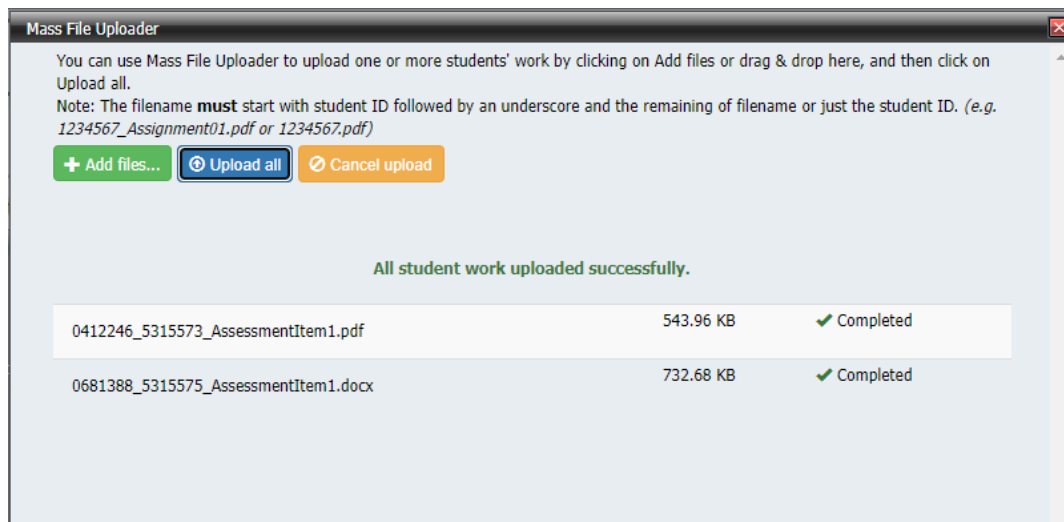 Mass File Uploader
You can use Mass File Uploader to upload one or more students' work by clicking on Add files or drag & drop here, and then click on
Upload all.
Note: The filename must start with student ID followed by an underscore and the remaining of filename or just the student ID. (e.g.
1234567_Assignment01.pdf or 1234567.pdf)
Add files... Upload all Cancel upload
All student work uploaded successfully.
0412246_5315573_AssessmentItem1.pdf 543.96 KB Completed
0681388_5315575_AssessmentItem1.docx 732.68 KB Completed